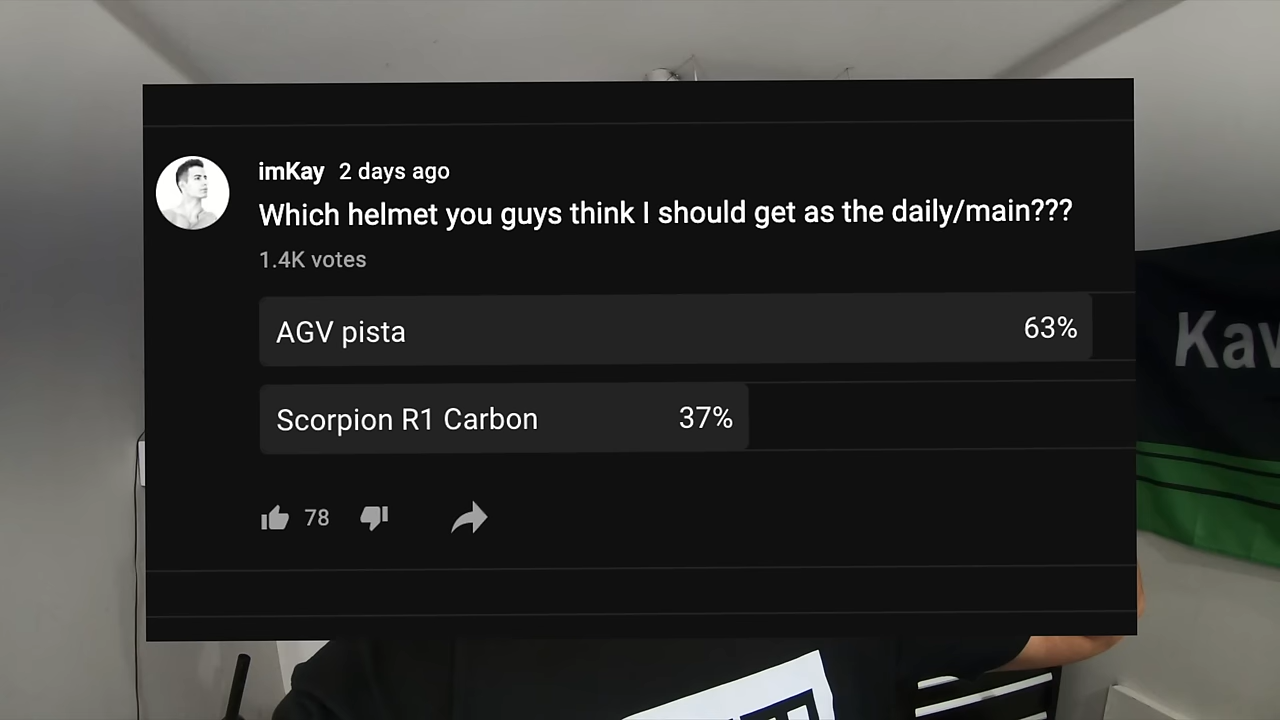 imKay 2 days ago
Which helmet you guys think I should get as the daily/main???
1.4K votes
AGV pista 63%
Scorpion R1 Carbon 37%
78